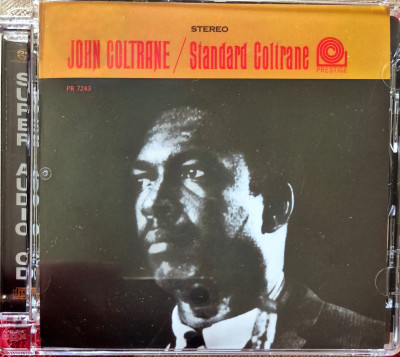 STEREO
JOHN COLTRANE / Standard Coltrane
PRESTIGE
PR 7243
SUPER AUDIO CD